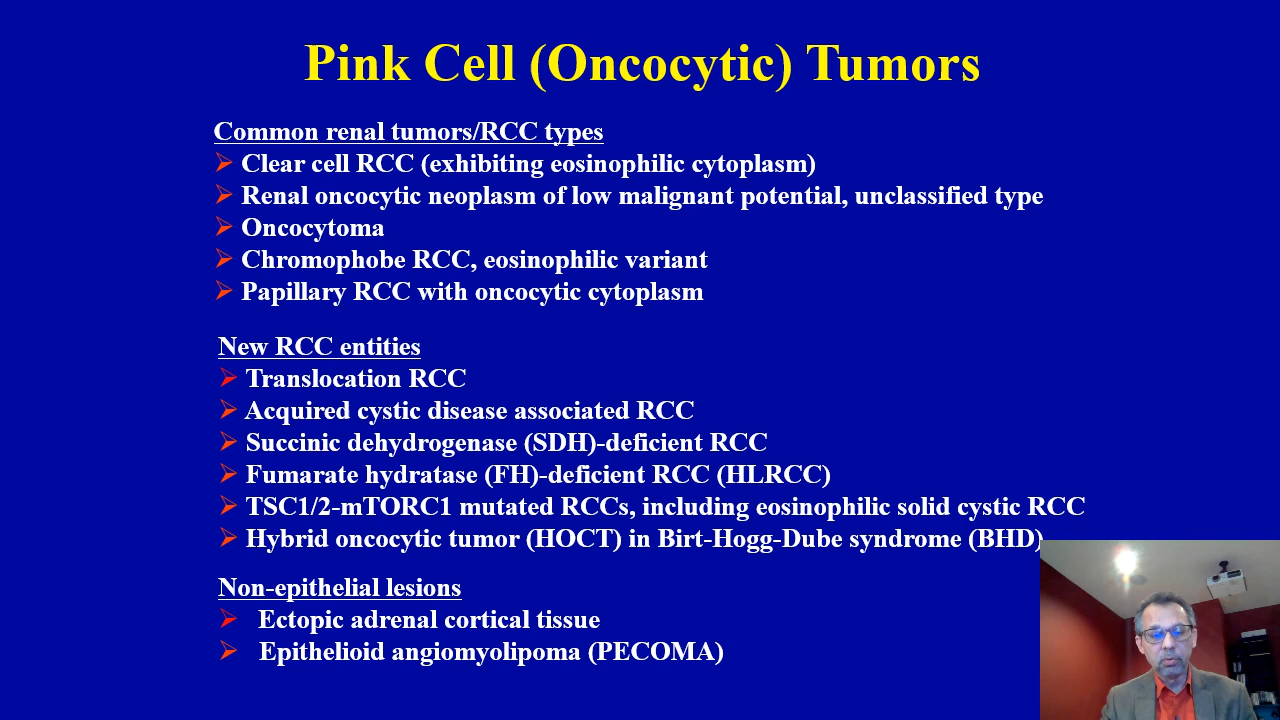 Pink Cell (Oncocytic) Tumors
Common renal tumors/RCC types
Clear cell RCC (exhibiting eosinophilic cytoplasm)
Renal oncocytic neoplasm of low malignant potential, unclassified type
Oncocytoma
Chromophobe RCC, eosinophilic variant
Papillary RCC with oncocytic cytoplasm
New RCC entities
Translocation RCC
Acquired cystic disease associated RCC
Succinic dehydrogenase (SDH)-deficient RCC
Fumarate hydratase (FH)-deficient RCC (HLRCC)
TSC1/2-mTORC1 mutated RCCs, including eosinophilic solid cystic RCC
Hybrid oncocytic tumor (HOCT) in Birt-Hogg-Dube syndrome (BHD)
Non-epithelial lesions
Ectopic adrenal cortical tissue
Epithelioid angiomyolipoma (PECOMA)